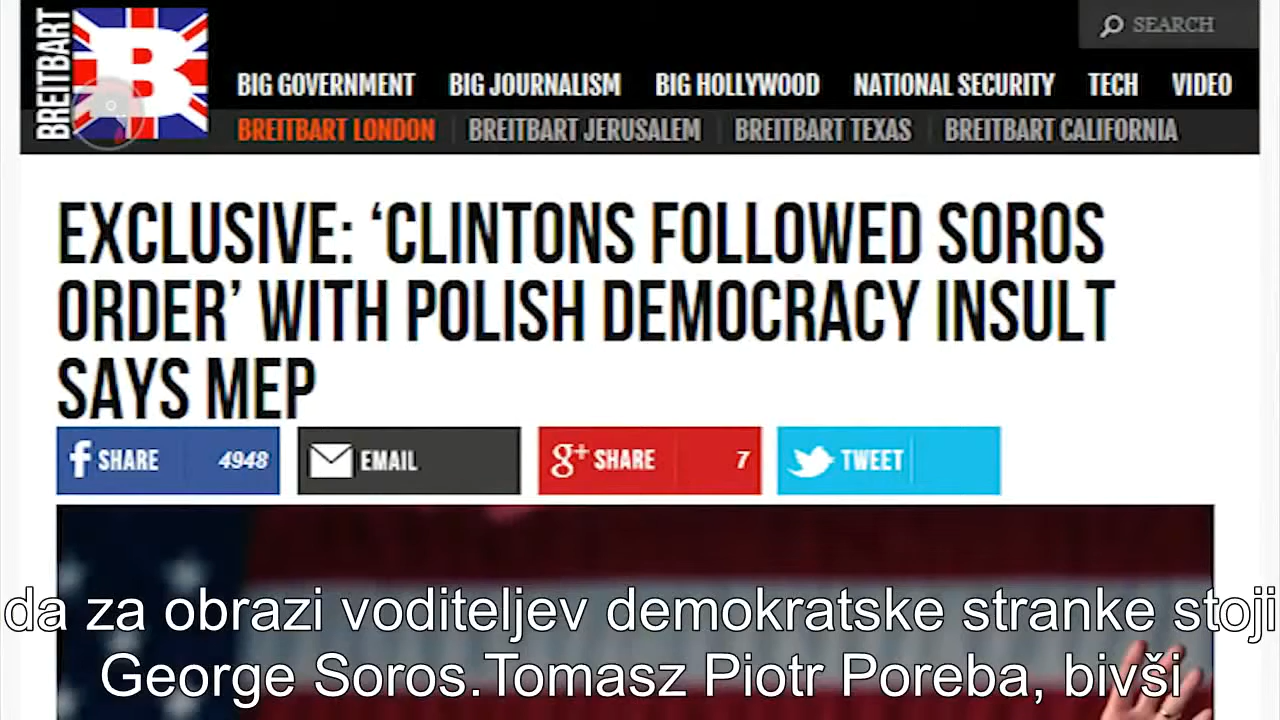 BREITBART
B
SEARCH
BIG GOVERNMENT BIG JOURNALISM BIG HOLLYWOOD NATIONAL SECURITY TECH VIDEO
BREITBART LONDON BREITBART JERUSALEM BREITBART TEXAS BREITBART CALIFORNIA
EXCLUSIVE: ‘CLINTONS FOLLOWED SOROS
ORDER’ WITH POLISH DEMOCRACY INSULT
SAYS MEP
f SHARE 4948 EMAIL g+ SHARE 7 TWEET
da za obrazi voditeljev demokratske stranke stoji
George Soros.Tomasz Piotr Poreba, bivši